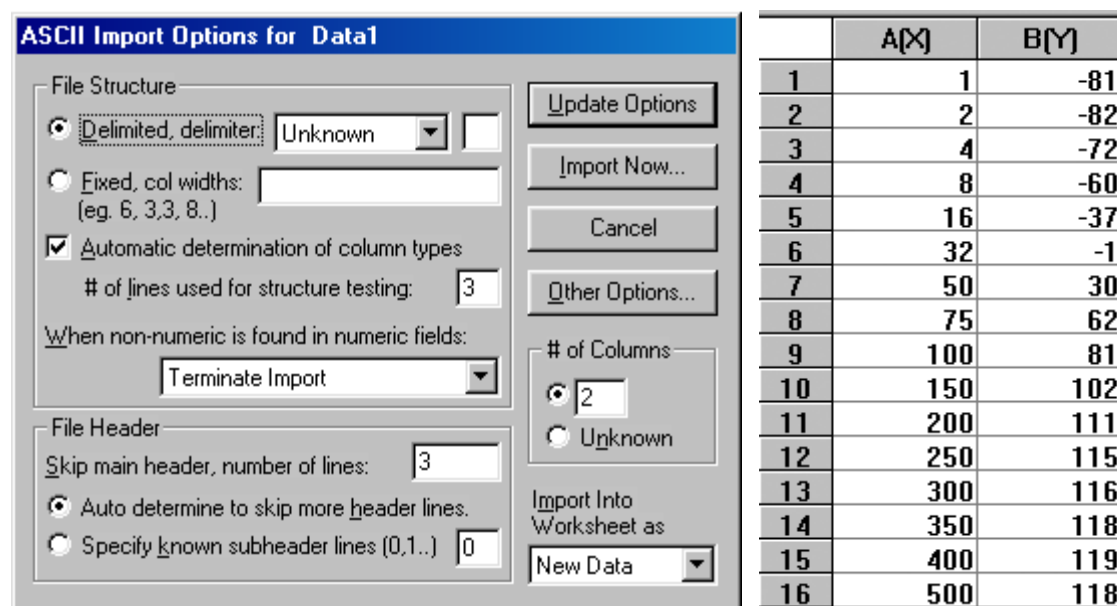 ASCII Import Options for Data1
File Structure
Delimited, delimiter: Unknown
Fixed, col widths:
(eg. 6, 3,3, 8..)
Automatic determination of column types
# of lines used for structure testing: 3
When non-numeric is found in numeric fields:
Terminate Import
File Header
Skip main header, number of lines: 3
Auto determine to skip more header lines.
Specify known subheader lines (0,1..) 0
Update Options
Import Now...
Cancel
Other Options...
# of Columns
2
Unknown
Import Into
Worksheet as
New Data
A(X) B(Y)
1 1 -81
2 2 -82
3 4 -72
4 8 -60
5 16 -37
6 32 -1
7 50 30
8 75 62
9 100 81
10 150 102
11 200 111
12 250 115
13 300 116
14 350 118
15 400 119
16 500 118